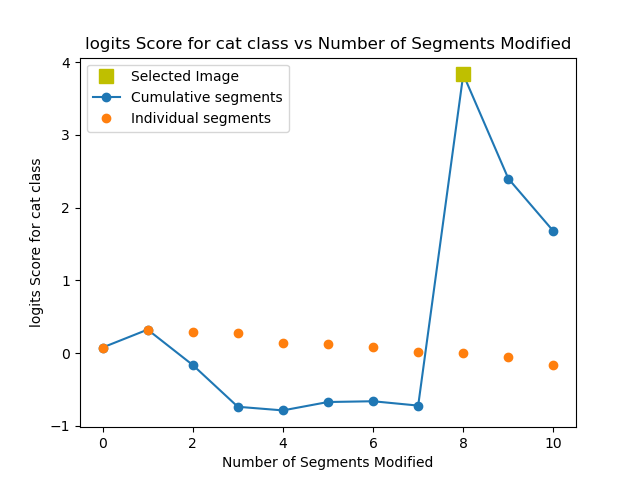 logits Score for cat class vs Number of Segments Modified
Selected Image
Cumulative segments
Individual segments
logits Score for cat class
4
3
2
1
0
−1
0 2 4 6 8 10
Number of Segments Modified